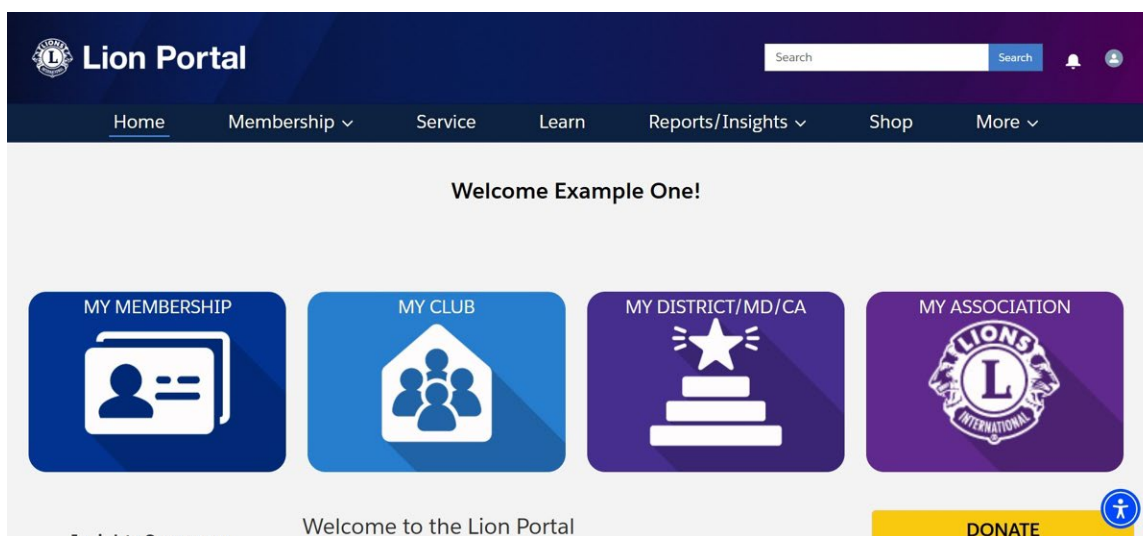 Lion Portal
Search
Search
Home
Membership
Service
Learn
Reports/Insights
Shop
More
Welcome Example One!
MY MEMBERSHIP
MY CLUB
MY DISTRICT/MD/CA
MY ASSOCIATION
LIONS
L
INTERNATIONAL
Welcome to the Lion Portal
DONATE